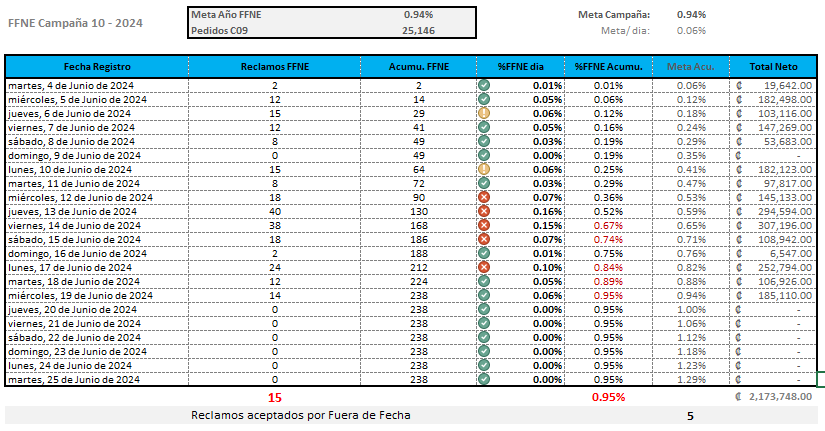 FFNE Campaña 10 - 2024
Meta Año FFNE 0.94% Meta Campaña: 0.94%
Pedidos C09 25,146 Meta/ dia: 0.06%
Fecha Registro Reclamos FFNE Acumu. FFNE %FFNE dia %FFNE Acumu. Meta Acu. Total Neto
martes, 4 de Junio de 2024 2 2 0.01% 0.01% 0.06% ₡ 19,642.00
miércoles, 5 de Junio de 2024 12 14 0.05% 0.06% 0.12% ₡ 182,498.00
jueves, 6 de Junio de 2024 15 29 0.06% 0.12% 0.18% ₡ 103,116.00
viernes, 7 de Junio de 2024 12 41 0.05% 0.16% 0.24% ₡ 147,269.00
sábado, 8 de Junio de 2024 8 49 0.03% 0.19% 0.29% ₡ 53,683.00
domingo, 9 de Junio de 2024 0 49 0.00% 0.19% 0.35% ₡ -
lunes, 10 de Junio de 2024 15 64 0.06% 0.25% 0.41% ₡ 182,123.00
martes, 11 de Junio de 2024 8 72 0.03% 0.29% 0.47% ₡ 97,817.00
miércoles, 12 de Junio de 2024 18 90 0.07% 0.36% 0.53% ₡ 145,133.00
jueves, 13 de Junio de 2024 40 130 0.16% 0.52% 0.59% ₡ 294,594.00
viernes, 14 de Junio de 2024 38 168 0.15% 0.67% 0.65% ₡ 307,196.00
sábado, 15 de Junio de 2024 18 186 0.07% 0.74% 0.71% ₡ 108,942.00
domingo, 16 de Junio de 2024 2 188 0.01% 0.75% 0.76% ₡ 6,547.00
lunes, 17 de Junio de 2024 24 212 0.10% 0.84% 0.82% ₡ 252,794.00
martes, 18 de Junio de 2024 12 224 0.05% 0.89% 0.88% ₡ 106,926.00
miércoles, 19 de Junio de 2024 14 238 0.06% 0.95% 0.94% ₡ 185,110.00
jueves, 20 de Junio de 2024 0 238 0.00% 0.95% 1.00% ₡ -
viernes, 21 de Junio de 2024 0 238 0.00% 0.95% 1.06% ₡ -
sábado, 22 de Junio de 2024 0 238 0.00% 0.95% 1.12% ₡ -
domingo, 23 de Junio de 2024 0 238 0.00% 0.95% 1.18% ₡ -
lunes, 24 de Junio de 2024 0 238 0.00% 0.95% 1.23% ₡ -
martes, 25 de Junio de 2024 0 238 0.00% 0.95% 1.29% ₡ -
15 0.95% ₡ 2,173,748.00
Reclamos aceptados por Fuera de Fecha 5